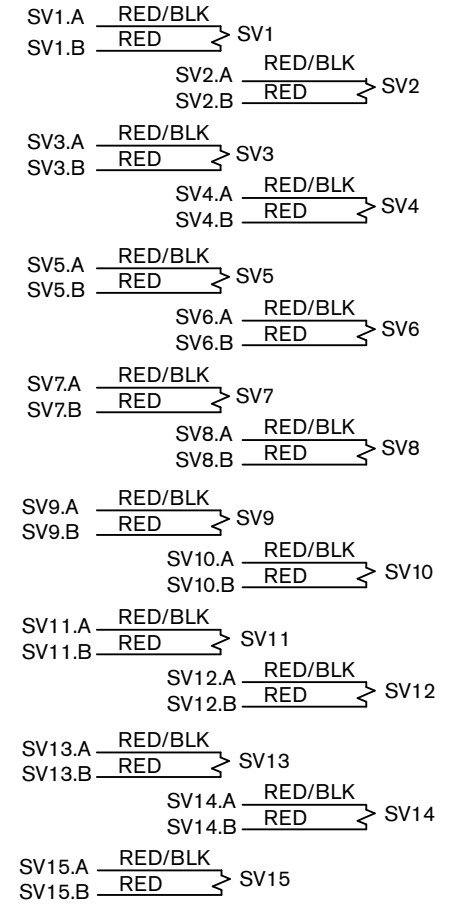 SV1.A RED/BLK
SV1.B RED SV1
SV2.A RED/BLK
SV2.B RED SV2
SV3.A RED/BLK
SV3.B RED SV3
SV4.A RED/BLK
SV4.B RED SV4
SV5.A RED/BLK
SV5.B RED SV5
SV6.A RED/BLK
SV6.B RED SV6
SV7.A RED/BLK
SV7.B RED SV7
SV8.A RED/BLK
SV8.B RED SV8
SV9.A RED/BLK
SV9.B RED SV9
SV10.A RED/BLK
SV10.B RED SV10
SV11.A RED/BLK
SV11.B RED SV11
SV12.A RED/BLK
SV12.B RED SV12
SV13.A RED/BLK
SV13.B RED SV13
SV14.A RED/BLK
SV14.B RED SV14
SV15.A RED/BLK
SV15.B RED SV15